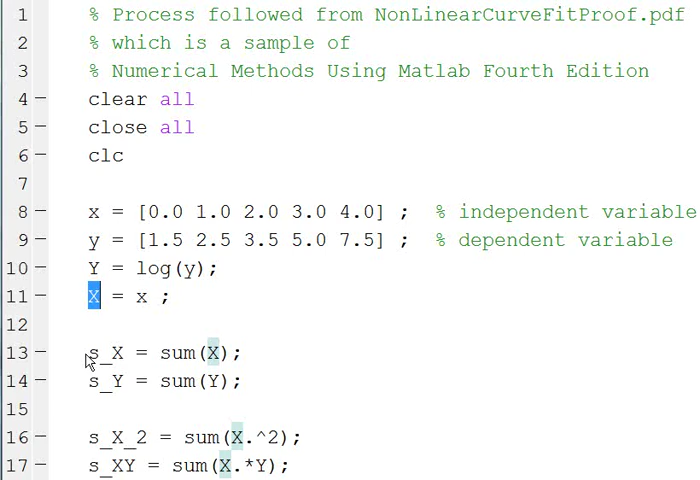 1 % Process followed from NonLinearCurveFitProof.pdf
2 % which is a sample of
3 % Numerical Methods Using Matlab Fourth Edition
4 clear all
5 close all
6 clc
7
8 x = [0.0 1.0 2.0 3.0 4.0] ; % independent variable
9 y = [1.5 2.5 3.5 5.0 7.5] ; % dependent variable
10 Y = log(y);
11 X = x ;
12
13 s_X = sum(X);
14 s_Y = sum(Y);
15
16 s_X_2 = sum(X.^2);
17 s_XY = sum(X.*Y);